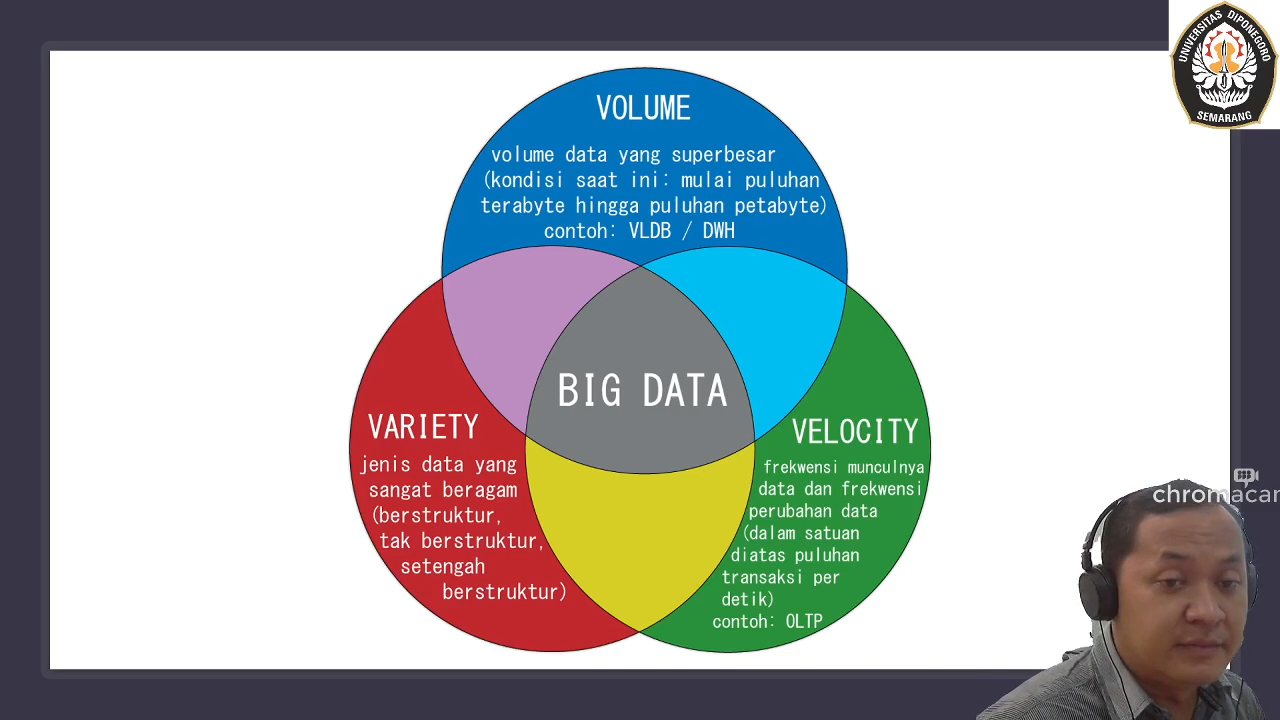 UNIVERSITAS DIPONEGORO
SEMARANG
VOLUME
volume data yang superbesar
(kondisi saat ini: mulai puluhan
terabyte hingga puluhan petabyte)
contoh: VLDB / DWH
BIG DATA
VARIETY
jenis data yang
sangat beragam
(berstruktur,
tak berstruktur,
setengah
berstruktur)
VELOCITY
frekwensi munculnya
data dan frekwensi
perubahan data
(dalam satuan
diatas puluhan
transaksi per
detik)
contoh: OLTP
chromacam